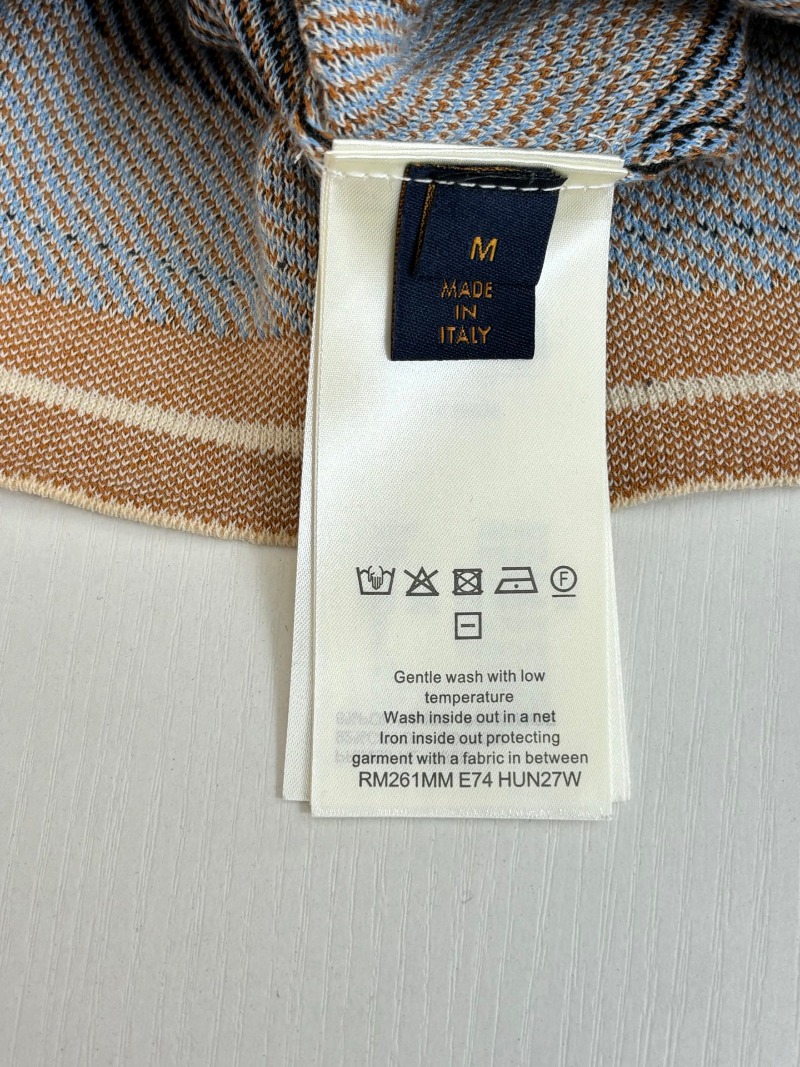 M
MADE
IN
ITALY
F
Gentle wash with low
temperature
Wash inside out in a net
Iron inside out protecting
garment with a fabric in between
RM261MM E74 HUN27W